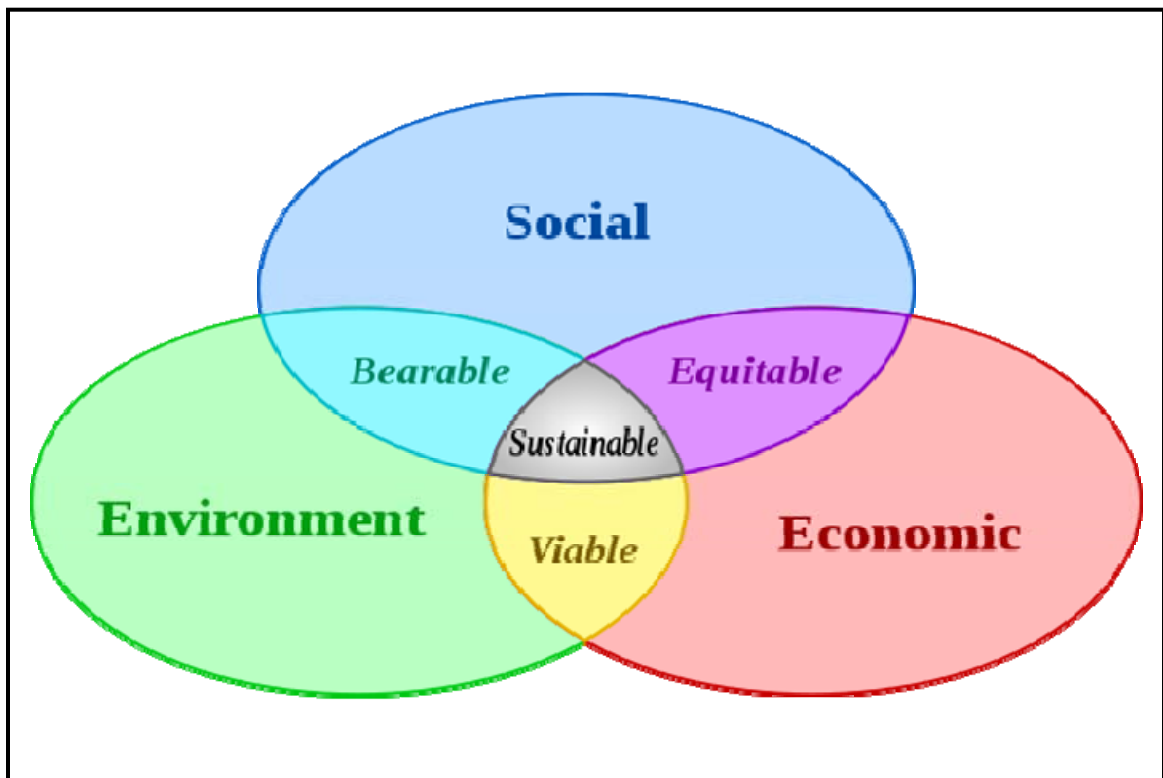 Social
Bearable
Equitable
Sustainable
Environment
Economic
Viable